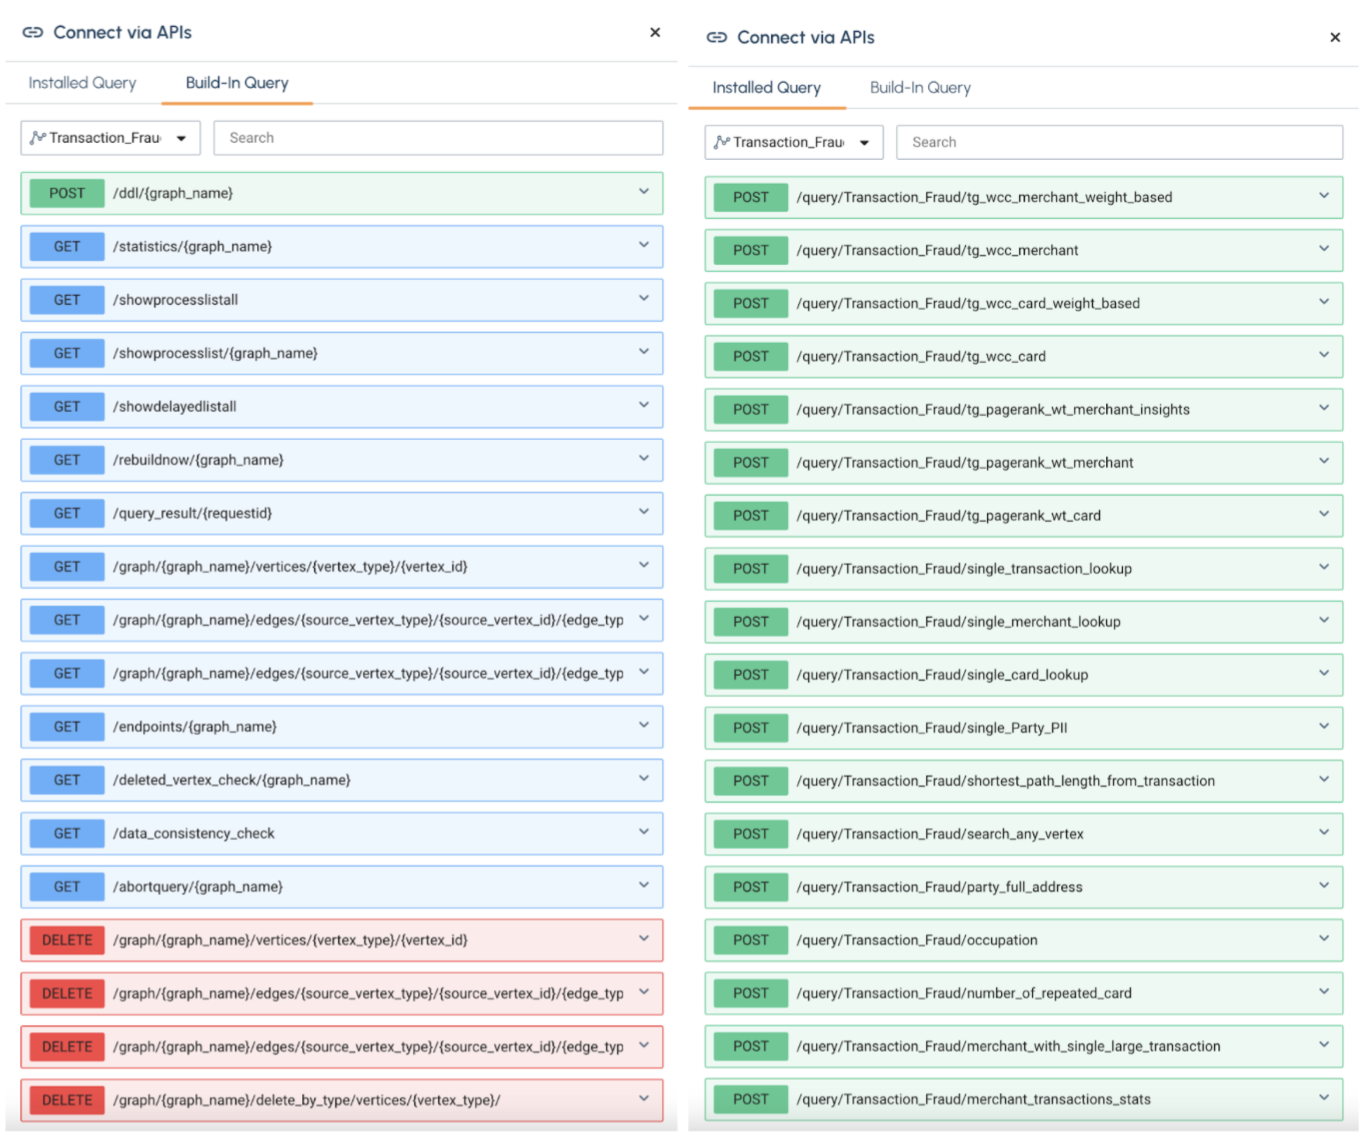 Connect via APIs
Installed Query
Build-In Query
Transaction_Frau
Search
POST /ddl/{graph_name}
GET /statistics/{graph_name}
GET /showprocesslistall
GET /showprocesslist/{graph_name}
GET /showdelayedlistall
GET /rebuildnow/{graph_name}
GET /query_result/{requestid}
GET /graph/{graph_name}/vertices/{vertex_type}/{vertex_id}
GET /graph/{graph_name}/edges/{source_vertex_type}/{source_vertex_id}/{edge_typ
GET /graph/{graph_name}/edges/{source_vertex_type}/{source_vertex_id}/{edge_typ
GET /endpoints/{graph_name}
GET /deleted_vertex_check/{graph_name}
GET /data_consistency_check
GET /abortquery/{graph_name}
DELETE /graph/{graph_name}/vertices/{vertex_type}/{vertex_id}
DELETE /graph/{graph_name}/edges/{source_vertex_type}/{source_vertex_id}/{edge_typ
DELETE /graph/{graph_name}/edges/{source_vertex_type}/{source_vertex_id}/{edge_typ
DELETE /graph/{graph_name}/delete_by_type/vertices/{vertex_type}/
Connect via APIs
Installed Query
Build-In Query
Transaction_Frau
Search
POST /query/Transaction_Fraud/tg_wcc_merchant_weight_based
POST /query/Transaction_Fraud/tg_wcc_merchant
POST /query/Transaction_Fraud/tg_wcc_card_weight_based
POST /query/Transaction_Fraud/tg_wcc_card
POST /query/Transaction_Fraud/tg_pagerank_wt_merchant_insights
POST /query/Transaction_Fraud/tg_pagerank_wt_merchant
POST /query/Transaction_Fraud/tg_pagerank_wt_card
POST /query/Transaction_Fraud/single_transaction_lookup
POST /query/Transaction_Fraud/single_merchant_lookup
POST /query/Transaction_Fraud/single_card_lookup
POST /query/Transaction_Fraud/single_Party_PII
POST /query/Transaction_Fraud/shortest_path_length_from_transaction
POST /query/Transaction_Fraud/search_any_vertex
POST /query/Transaction_Fraud/party_full_address
POST /query/Transaction_Fraud/occupation
POST /query/Transaction_Fraud/number_of_repeated_card
POST /query/Transaction_Fraud/merchant_with_single_large_transaction
POST /query/Transaction_Fraud/merchant_transactions_stats